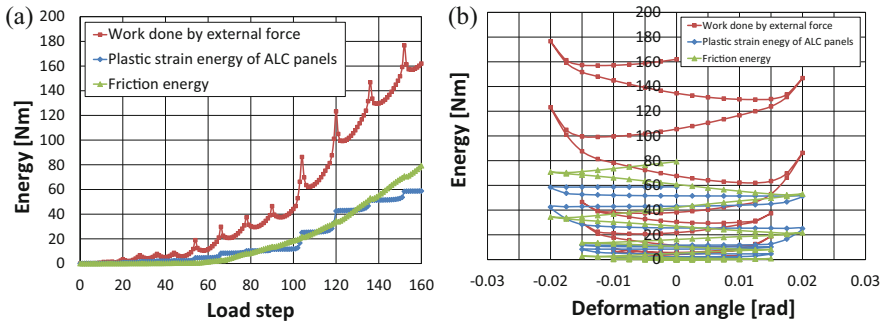 (a)
Energy [Nm]
200
180
160
140
120
100
80
60
40
20
0
Work done by external force
Plastic strain energy of ALC panels
Friction energy
0 20 40 60 80 100 120 140 160
Load step
(b)
Energy [Nm]
200
180
160
140
120
100
80
60
40
20
0
Work done by external force
Plastic strain enegy of ALC panels
Friction energy
-0.03 -0.02 -0.01 0 0.01 0.02 0.03
Deformation angle [rad]